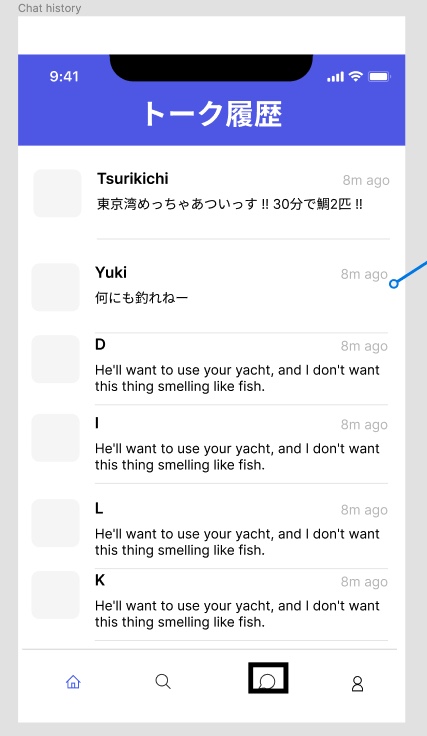 Chat history
9:41
トーク履歴
Tsurikichi
8m ago
東京湾めっちゃあついっす !! 30分で鯛2匹 !!
Yuki
8m ago
何にも釣れねー
D
8m ago
He'll want to use your yacht, and I don't want
this thing smelling like fish.
I
8m ago
He'll want to use your yacht, and I don't want
this thing smelling like fish.
L
8m ago
He'll want to use your yacht, and I don't want
this thing smelling like fish.
K
8m ago
He'll want to use your yacht, and I don't want
this thing smelling like fish.